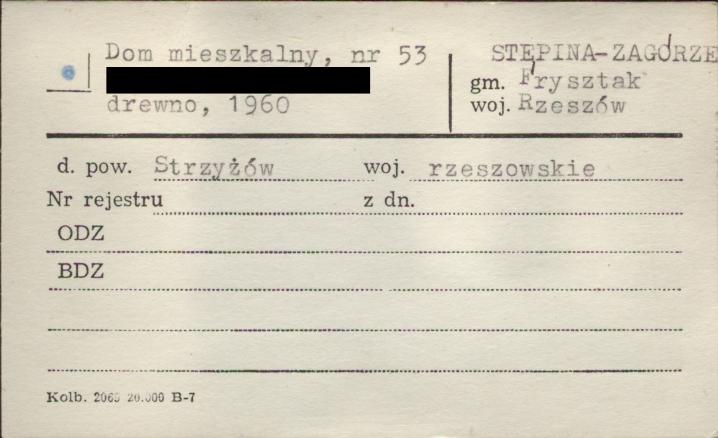 Dom mieszkalny, nr 53
drewno, 1960
STĘPINA-ZAGÓRZE
gm. Frysztak
woj. Rzeszów
d. pow. Strzyżów woj. rzeszowskie
Nr rejestru z dn.
ODZ
BDZ
Kolb. 2065 20.000 B-7